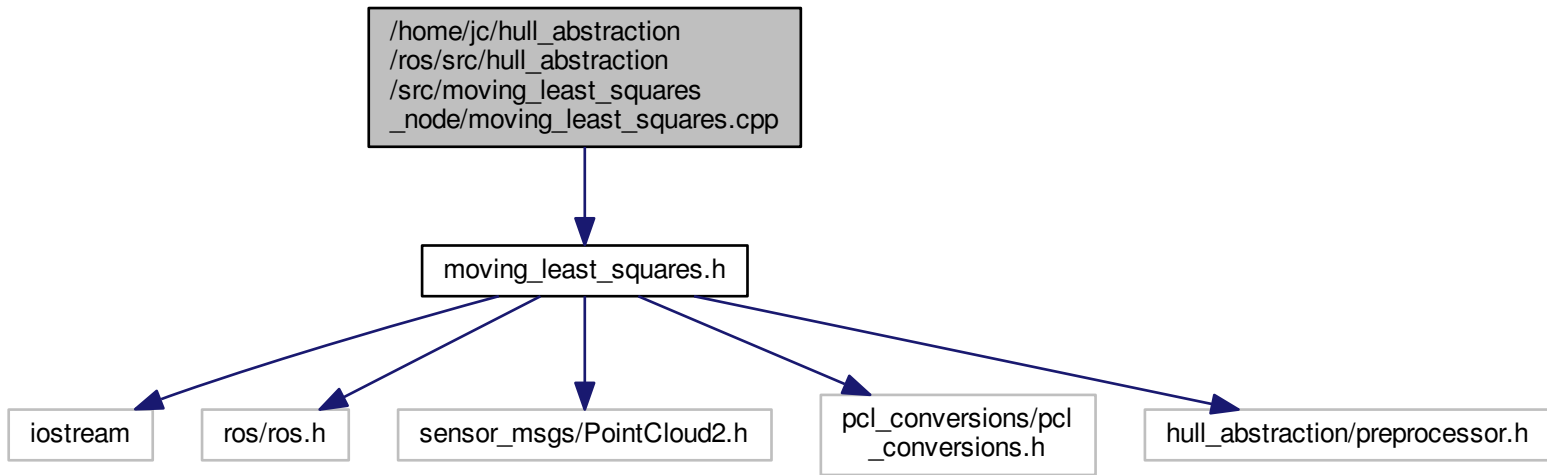 /home/jc/hull_abstraction
/ros/src/hull_abstraction
/src/moving_least_squares
_node/moving_least_squares.cpp
moving_least_squares.h
iostream
ros/ros.h
sensor_msgs/PointCloud2.h
pcl_conversions/pcl
_conversions.h
hull_abstraction/preprocessor.h